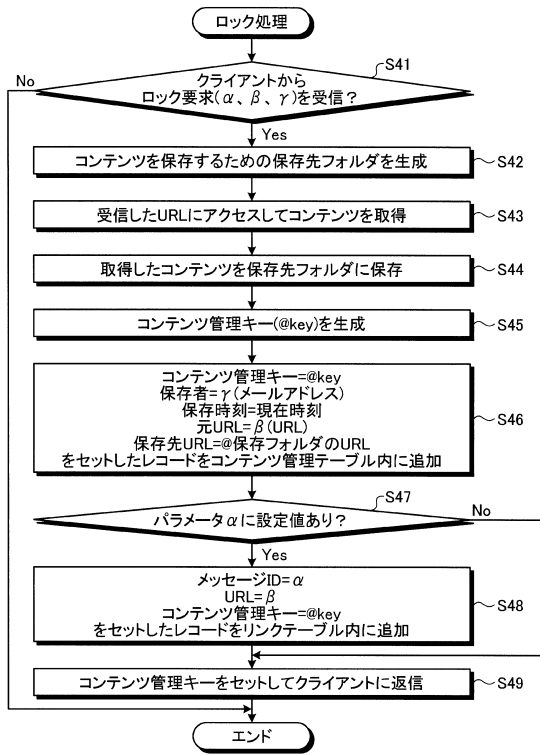 ロック処理
S41
No
クライアントから
ロック要求(α、β、γ)を受信？
Yes
コンテンツを保存するための保存先フォルダを生成
S42
受信したURLにアクセスしてコンテンツを取得
S43
取得したコンテンツを保存先フォルダに保存
S44
コンテンツ管理キー(@key)を生成
S45
コンテンツ管理キー=@key
保存者=γ(メールアドレス)
保存時刻=現在時刻
元URL=β(URL)
保存先URL=@保存フォルダのURL
をセットしたレコードをコンテンツ管理テーブル内に追加
S46
S47
パラメータαに設定値あり？
No
Yes
メッセージID=α
URL=β
コンテンツ管理キー=@key
をセットしたレコードをリンクテーブル内に追加
S48
コンテンツ管理キーをセットしてクライアントに返信
S49
エンド